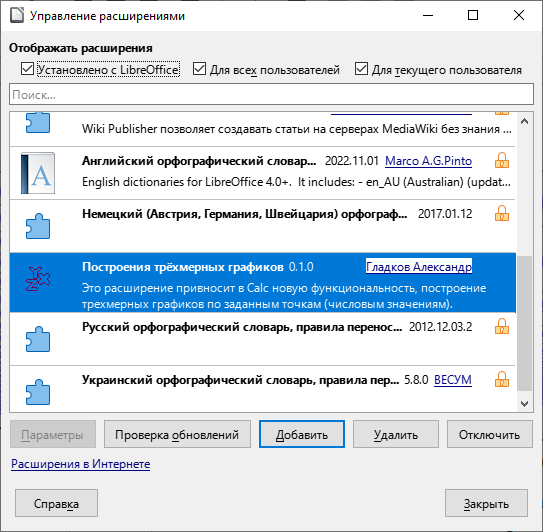 Управление расширениями
Отображать расширения
Установлено с LibreOffice Для всех пользователей Для текущего пользователя
Поиск...
Wiki Publisher позволяет создавать статьи на серверах MediaWiki без знания ...
Английский орфографический словар... 2022.11.01 Marco A.G.Pinto
English dictionaries for LibreOffice 4.0+. It includes: - en_AU (Australian) (updat...
Немецкий (Австрия, Германия, Швейцария) орфограф... 2017.01.12
Построения трёхмерных графиков 0.1.0 Гладков Александр
Это расширение привносит в Calc новую функциональность, построение
трехмерных графиков по заданным точкам (числовым значениям).
Русский орфографический словарь, правила перенос... 2012.12.03.2
Украинский орфографический словарь, правила пер... 5.8.0 ВЕСУМ
Параметры Проверка обновлений Добавить Удалить Отключить
Расширения в Интернете
Справка Закрыть